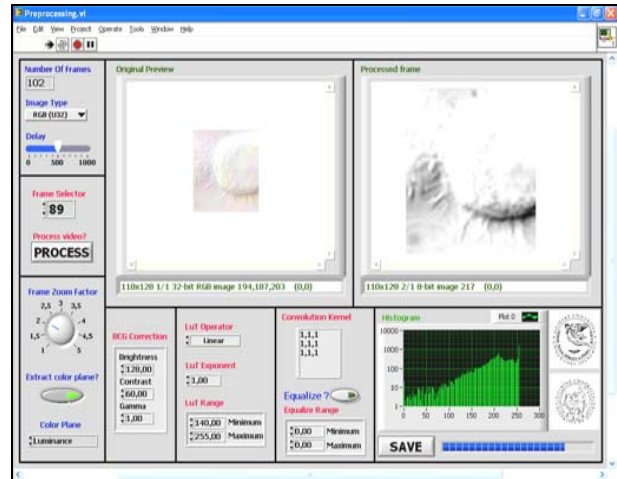 Preprocessing.vi
File Edit View Project Operate Tools Window Help
Number Of Frames
102
Image Type
RGB (U32)
Delay
0 500 1000
Frame Selector
89
Process video?
PROCESS
Frame Zoom Factor
2,5 3 3,5
2 4
1,5 4,5
1 5
Extract color plane?
Color Plane
Luminance
Original Preview
110x128 1/1 32-bit RGB image 194,107,203 (0,0)
Processed frame
110x128 2/1 8-bit image 217 (0,0)
BCG Correction
Brightness
128,00
Contrast
60,00
Gamma
1,00
LuT Operator
Linear
LuT Exponent
1,00
LuT Range
140,00 Minimum
255,00 Maximum
Convolution Kernel
1,1,1
1,1,1
1,1,1
Equalize ?
Equalize Range
0,00 Minimum
0,00 Maximum
Histogram
Plot 0
10000
1000
100
10
1
0 50 100 150 200 250 300
SAVE